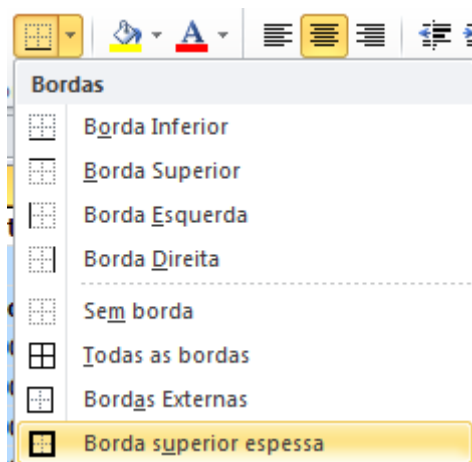 A
Bordas
Borda Inferior
Borda Superior
Borda Esquerda
Borda Direita
Sem borda
Todas as bordas
Bordas Externas
Borda superior espessa